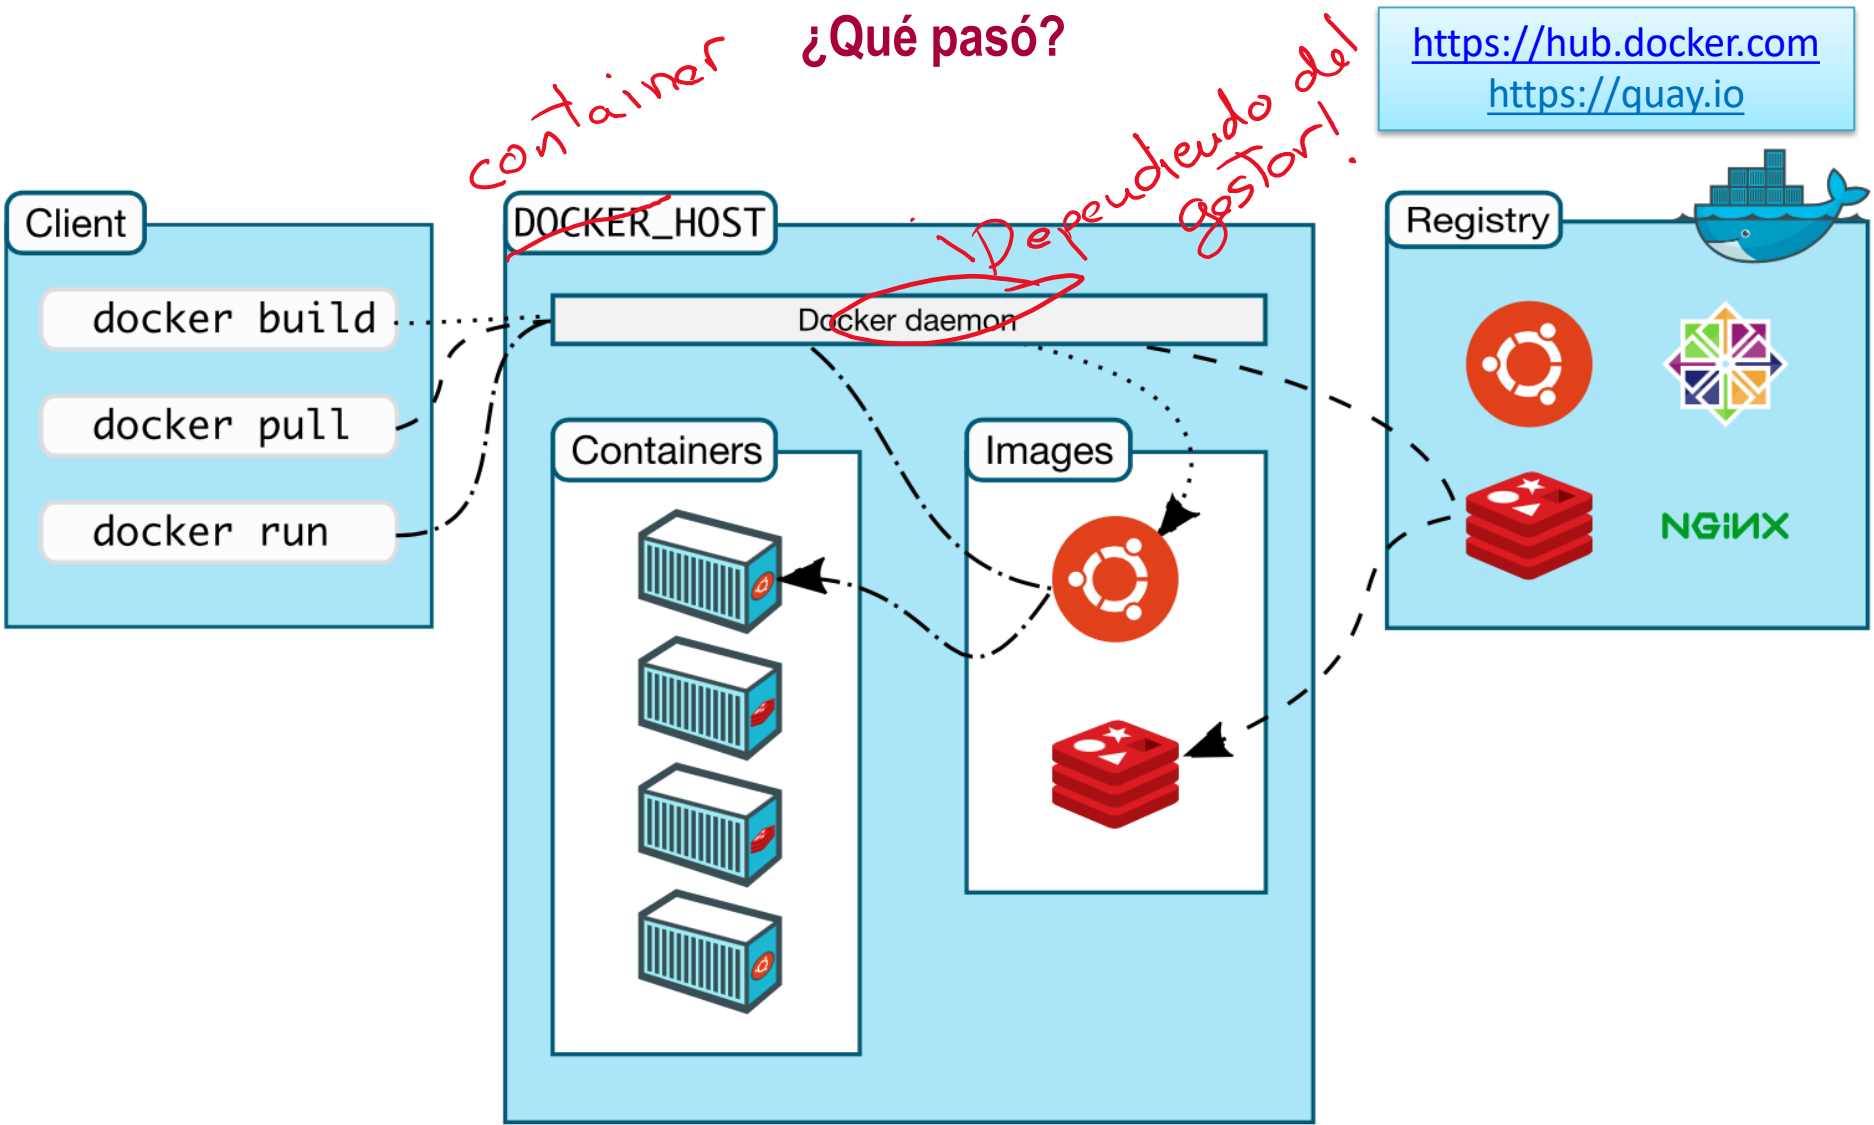 ¿Qué pasó?
https://hub.docker.com
https://quay.io
container
¡Dependiendo del
gestor!
Client
docker build
docker pull
docker run
DOCKER_HOST
Docker daemon
Containers
Images
Registry
NGINX